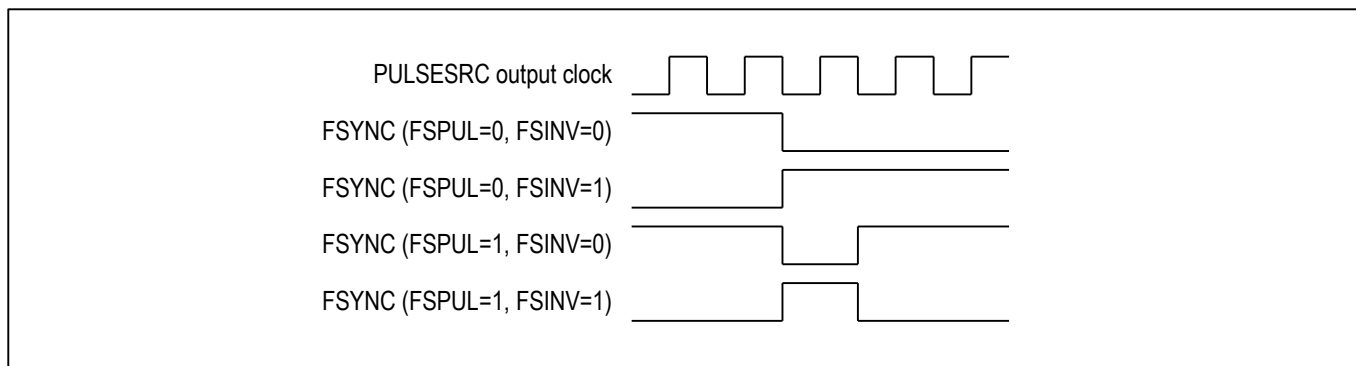 PULSESRC output clock
FSYNC (FSPUL=0, FSINV=0)
FSYNC (FSPUL=0, FSINV=1)
FSYNC (FSPUL=1, FSINV=0)
FSYNC (FSPUL=1, FSINV=1)